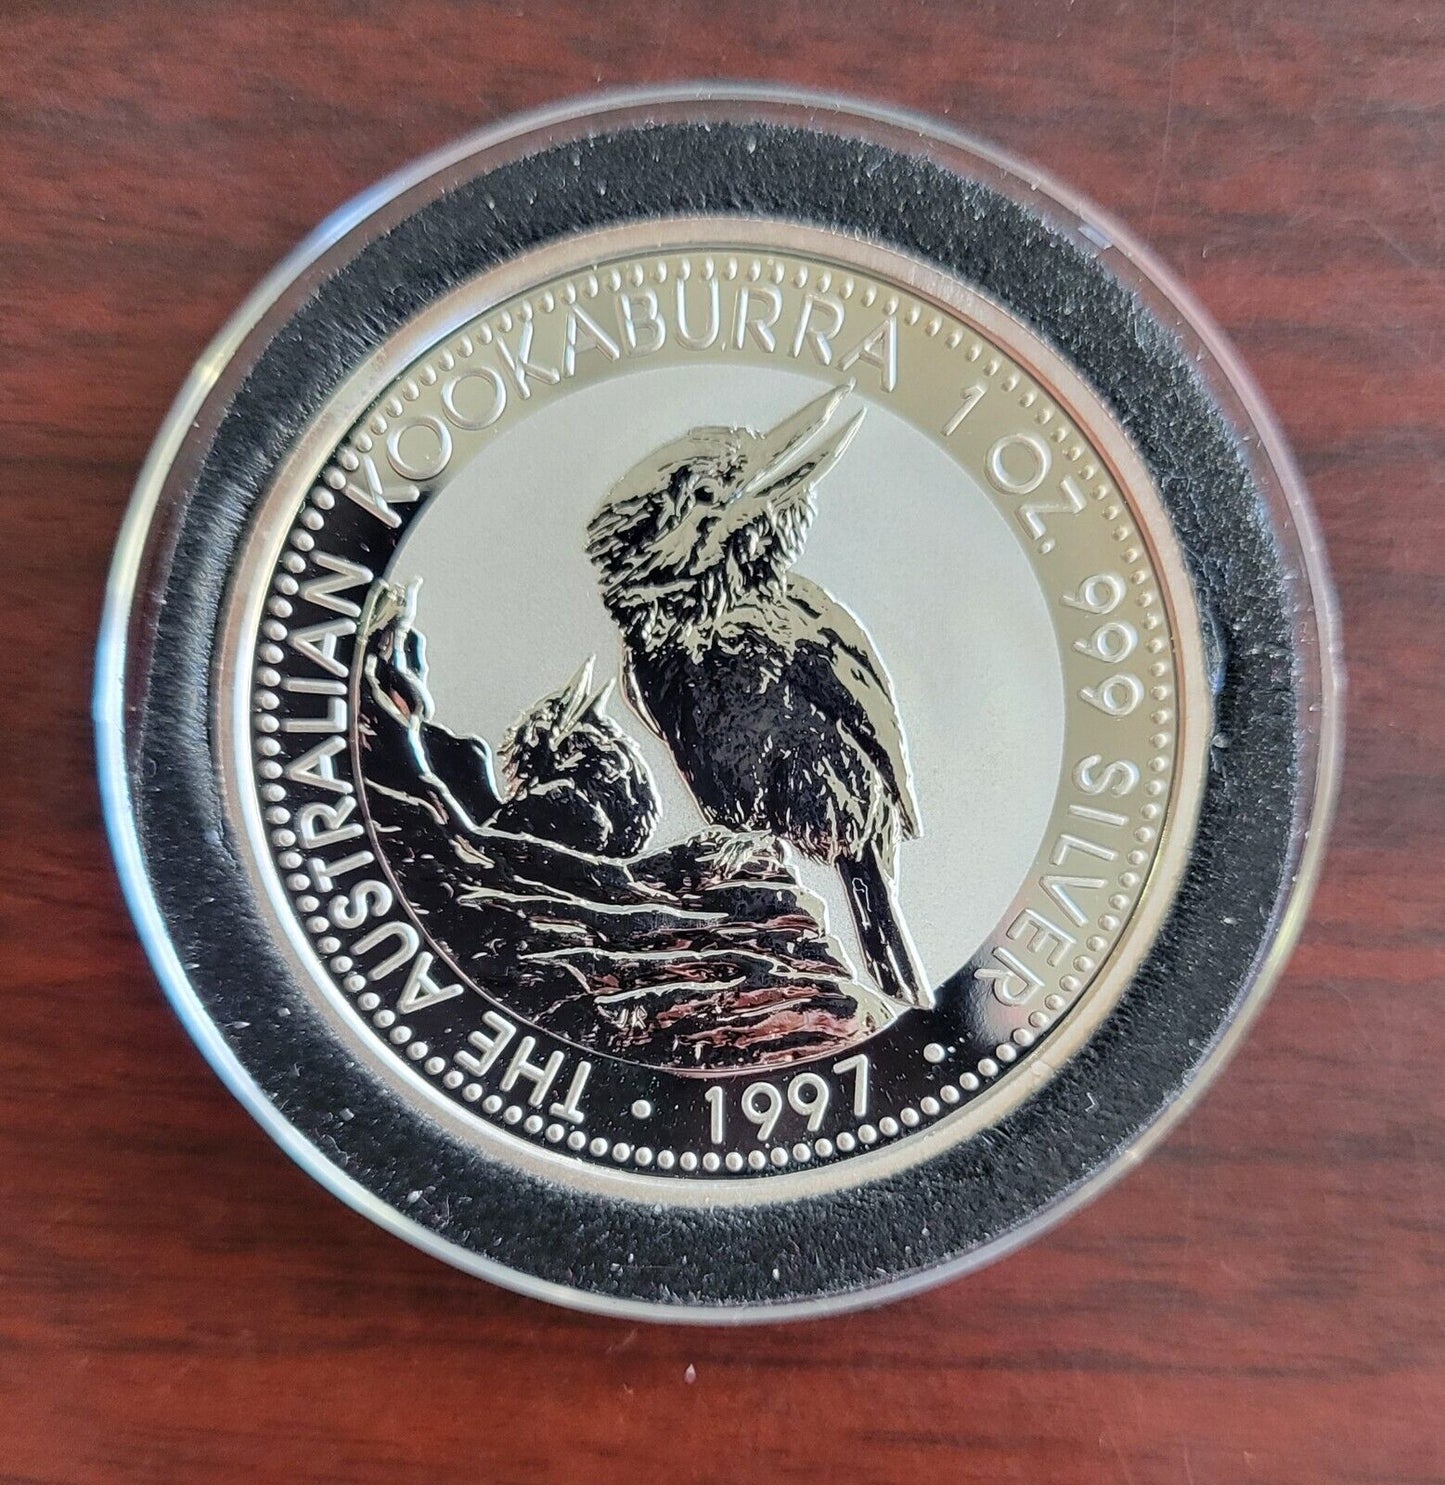 THE AUSTRALIAN KOOKABURRA 1 OZ. 999 SILVER
• 1997 •